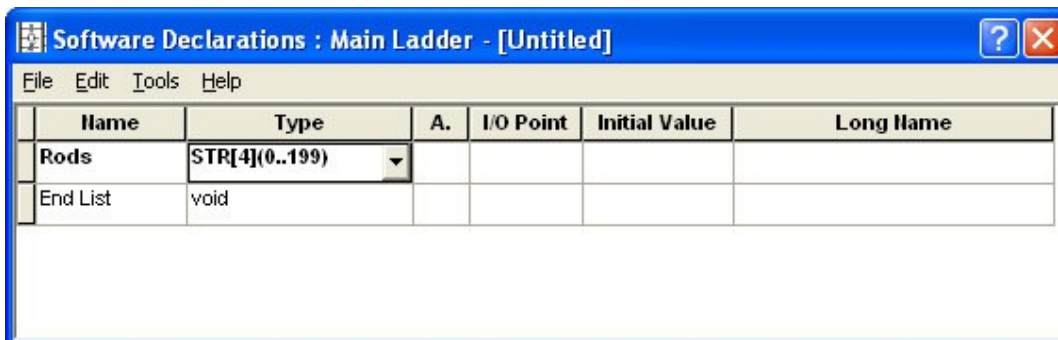 Software Declarations : Main Ladder - [Untitled]
File Edit Tools Help
Name Type A. I/O Point Initial Value Long Name
Rods STR[4](0..199)
End List void